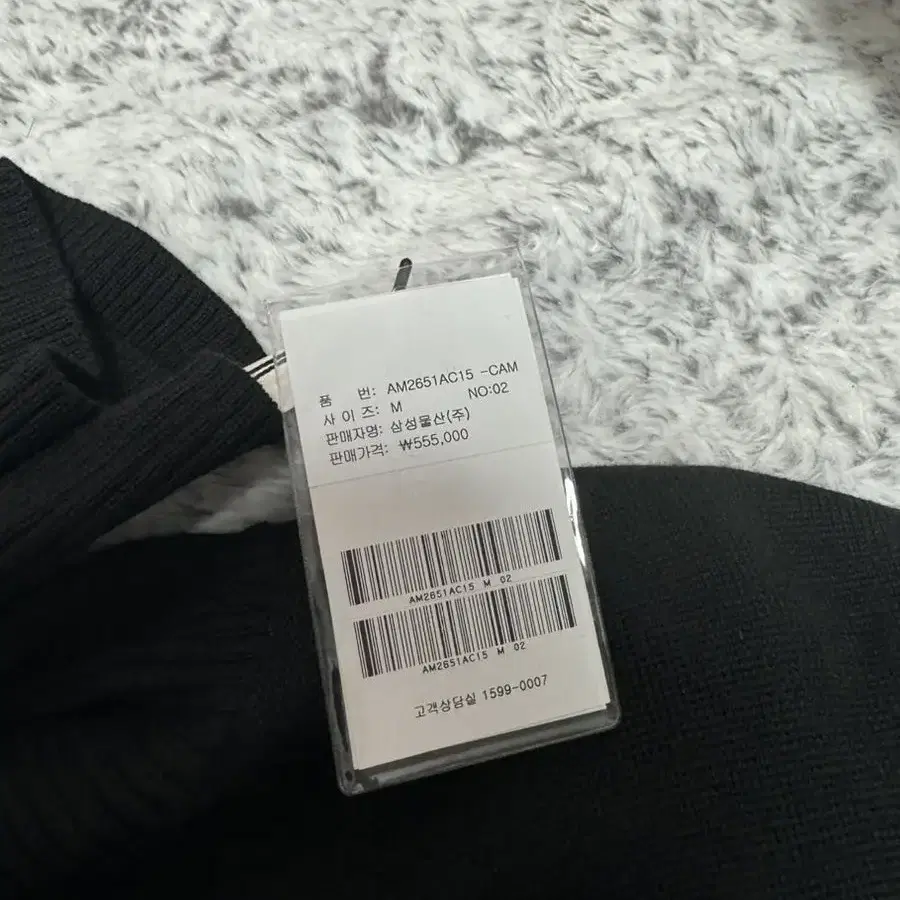 품 번: AM2651AC15 -CAM
사이즈: M NO:02
판매자명: 삼성물산(주)
판매가격: ₩555,000
AM2651AC15 M 02
AM2651AC15 M 02
고객상담실 1599-0007